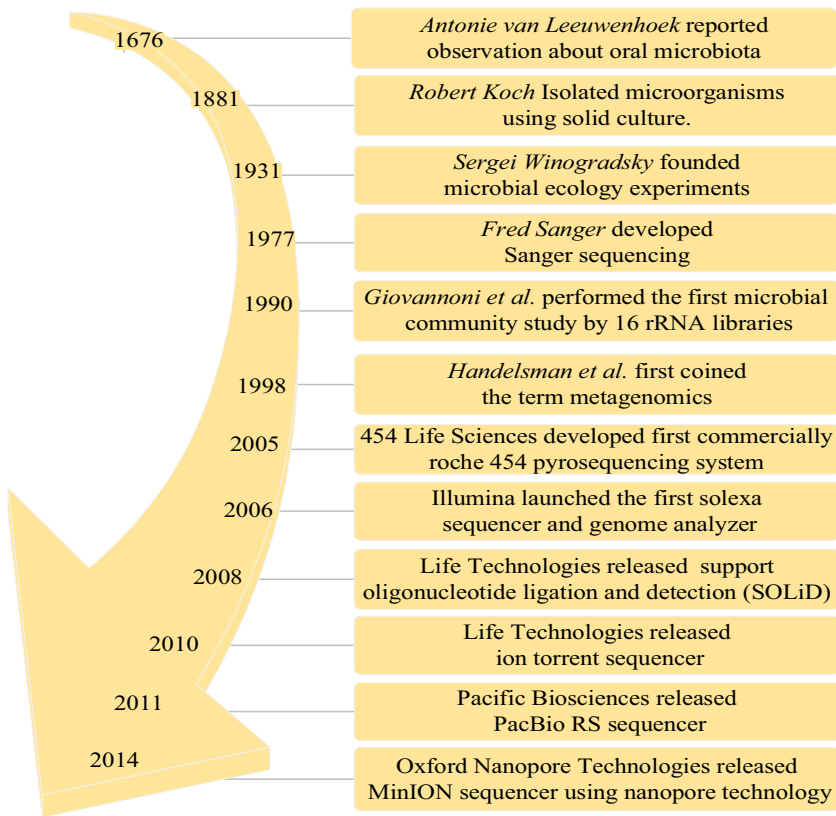 1676
Antonie van Leeuwenhoek reported
observation about oral microbiota
1881
Robert Koch Isolated microorganisms
using solid culture.
1931
Sergei Winogradsky founded
microbial ecology experiments
1977
Fred Sanger developed
Sanger sequencing
1990
Giovannoni et al. performed the first microbial
community study by 16 rRNA libraries
1998
Handelsman et al. first coined
the term metagenomics
2005
454 Life Sciences developed first commercially
roche 454 pyrosequencing system
2006
Illumina launched the first solexa
sequencer and genome analyzer
2008
Life Technologies released support
oligonucleotide ligation and detection (SOLiD)
2010
Life Technologies released
ion torrent sequencer
2011
Pacific Biosciences released
PacBio RS sequencer
2014
Oxford Nanopore Technologies released
MinION sequencer using nanopore technology